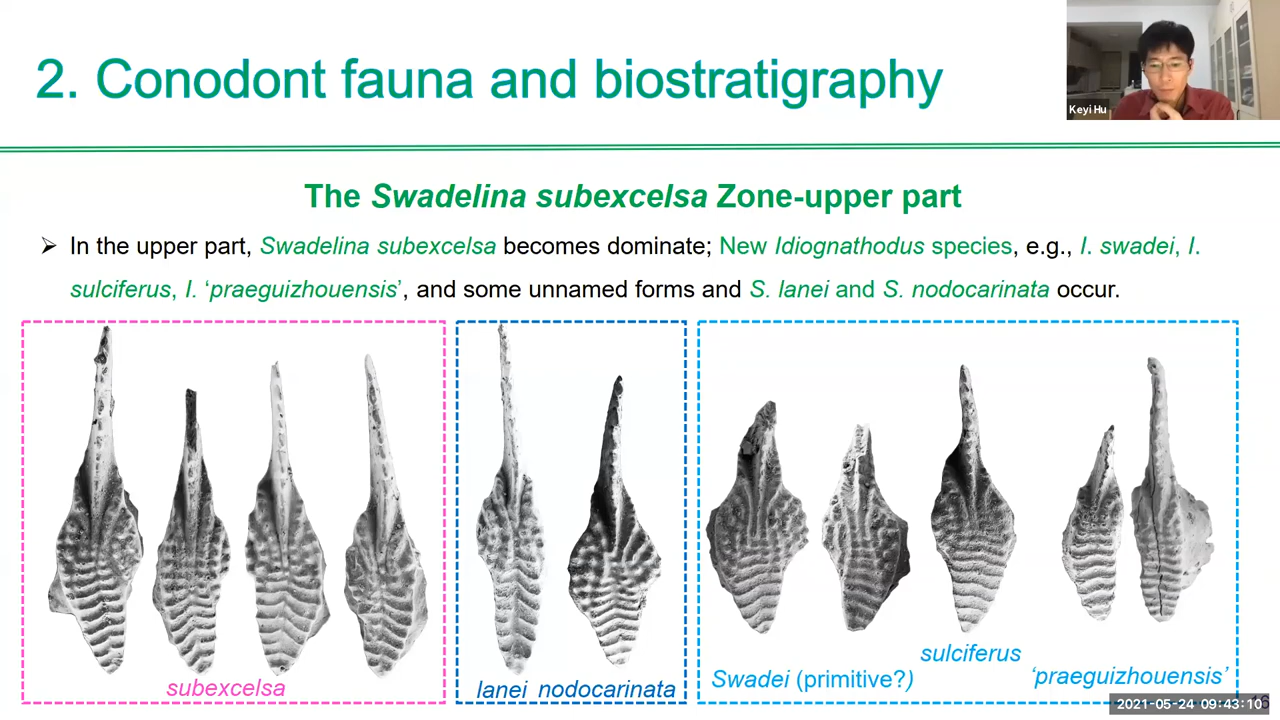 2. Conodont fauna and biostratigraphy
Keyi Hu
The Swadelina subexcelsa Zone-upper part
➢ In the upper part, Swadelina subexcelsa becomes dominate; New Idiognathodus species, e.g., I. swadei, I.
sulciferus, I. ‘praeguizhouensis’, and some unnamed forms and S. lanei and S. nodocarinata occur.
subexcelsa
lanei nodocarinata
Swadei (primitive?)
sulciferus
‘praeguizhouensis’
2021-05-24 09:43:10